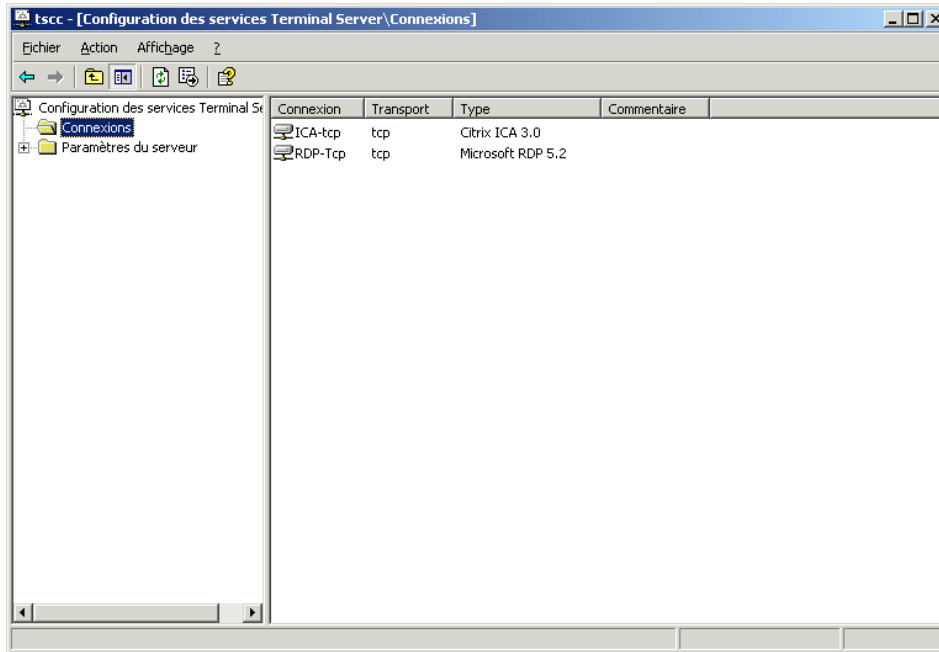 tscc - [Configuration des services Terminal Server\Connexions]
Fichier Action Affichage ?
Configuration des services Terminal Se
Connexions
Paramètres du serveur
Connexion Transport Type Commentaire
ICA-tcp tcp Citrix ICA 3.0
RDP-Tcp tcp Microsoft RDP 5.2